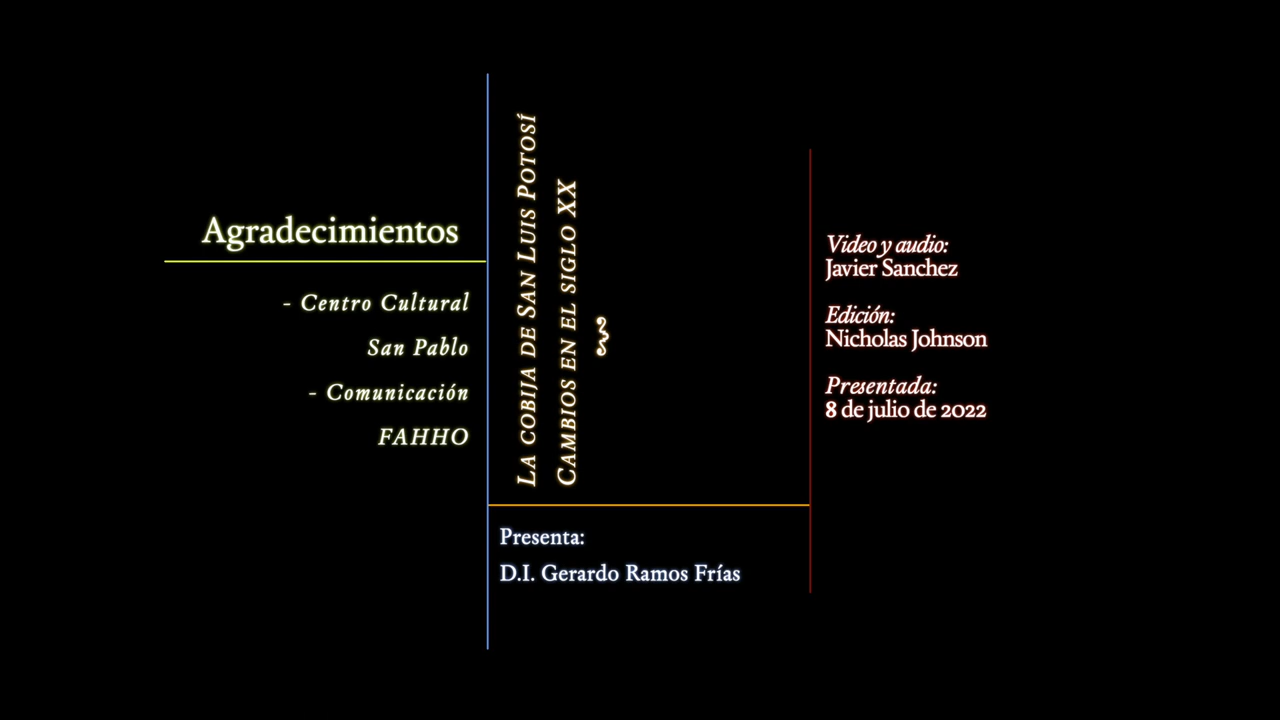 Agradecimientos
- Centro Cultural
San Pablo
- Comunicación
FAHHO
La cobija de San Luis Potosí
Cambios en el siglo XX
Presenta:
D.I. Gerardo Ramos Frías
Video y audio:
Javier Sanchez
Edición:
Nicholas Johnson
Presentada:
8 de julio de 2022